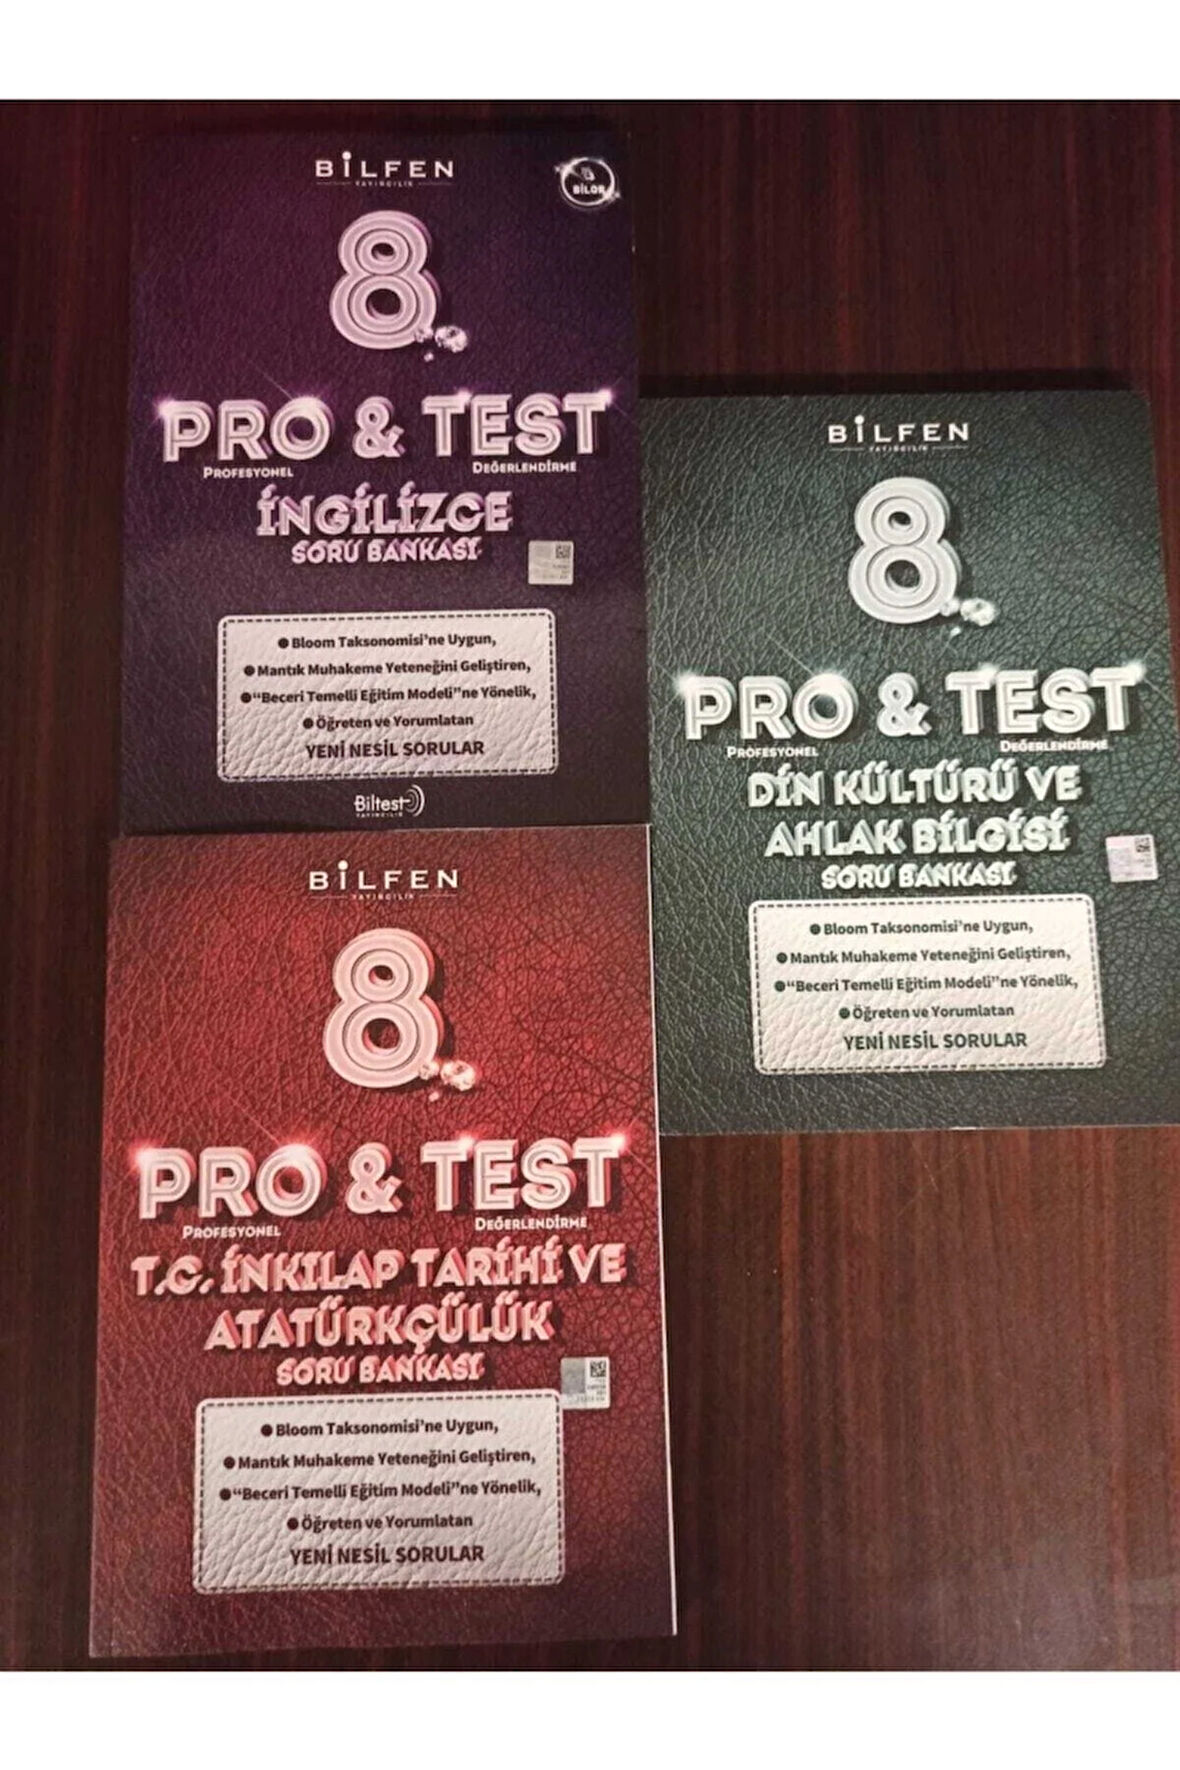 BİLFEN
YAYINCILIK
BİLOB
8.
PRO & TEST
PROFESYONEL DEĞERLENDİRME
İNGİLİZCE
SORU BANKASI
● Bloom Taksonomisi'ne Uygun,
● Mantık Muhakeme Yeteneğini Geliştiren,
● "Beceri Temelli Eğitim Modeli"ne Yönelik,
● Öğreten ve Yorumlatan
YENİ NESİL SORULAR
Biltest
YAYINCILIK
BİLFEN
YAYINCILIK
8.
PRO & TEST
PROFESYONEL DEĞERLENDİRME
DİN KÜLTÜRÜ VE
AHLAK BİLGİSİ
SORU BANKASI
● Bloom Taksonomisi'ne Uygun,
● Mantık Muhakeme Yeteneğini Geliştiren,
● "Beceri Temelli Eğitim Modeli"ne Yönelik,
● Öğreten ve Yorumlatan
YENİ NESİL SORULAR
BİLFEN
YAYINCILIK
8.
PRO & TEST
PROFESYONEL DEĞERLENDİRME
T.C. İNKILAP TARİHİ VE
ATATÜRKÇÜLÜK
SORU BANKASI
● Bloom Taksonomisi'ne Uygun,
● Mantık Muhakeme Yeteneğini Geliştiren,
● "Beceri Temelli Eğitim Modeli"ne Yönelik,
● Öğreten ve Yorumlatan
YENİ NESİL SORULAR